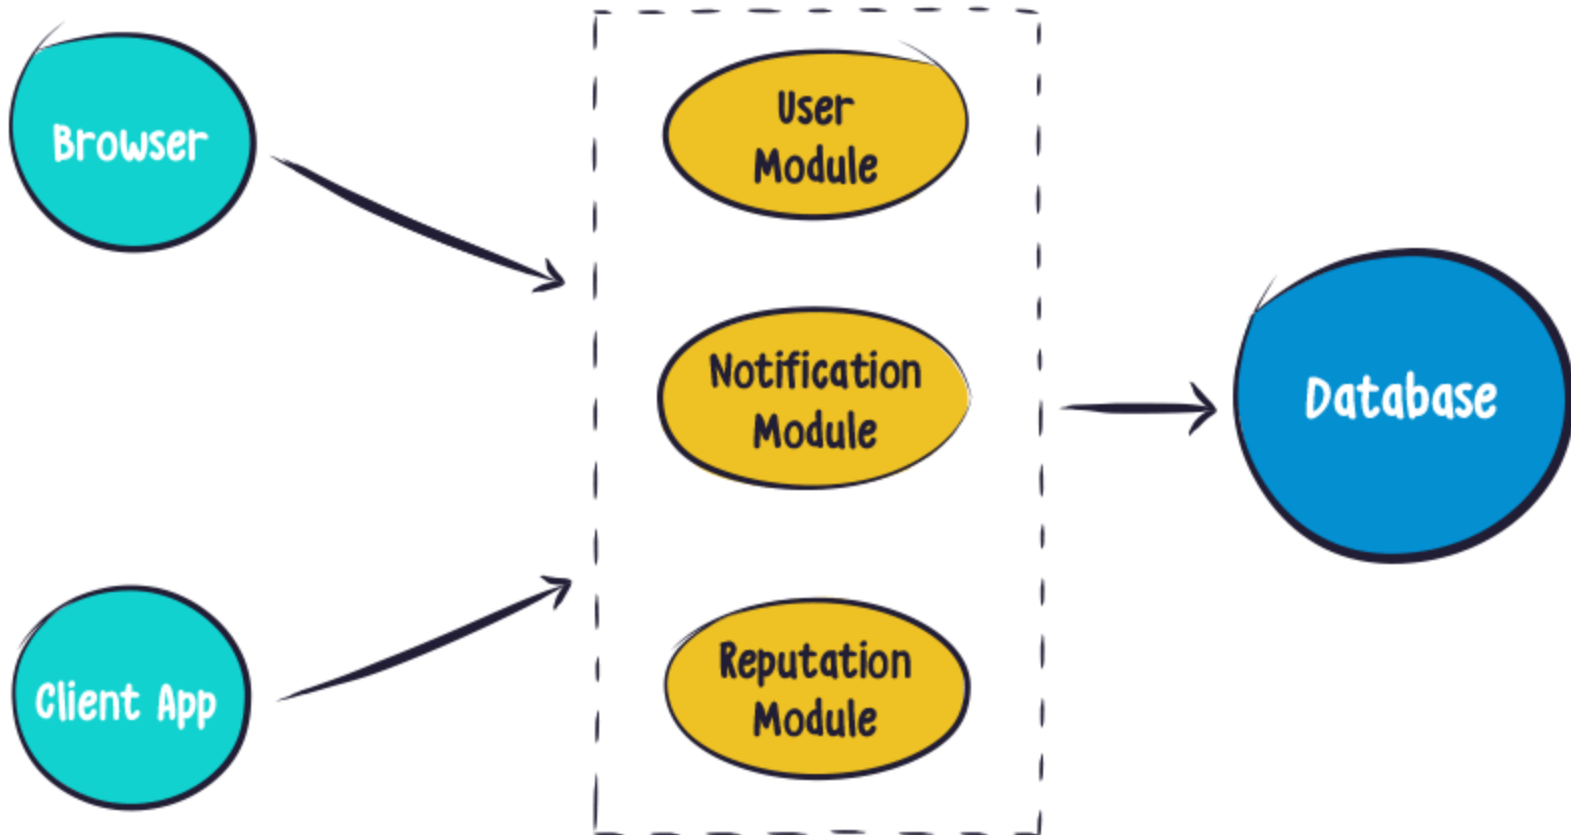 Browser
User
Module
Notification
Module
Database
Client App
Reputation
Module